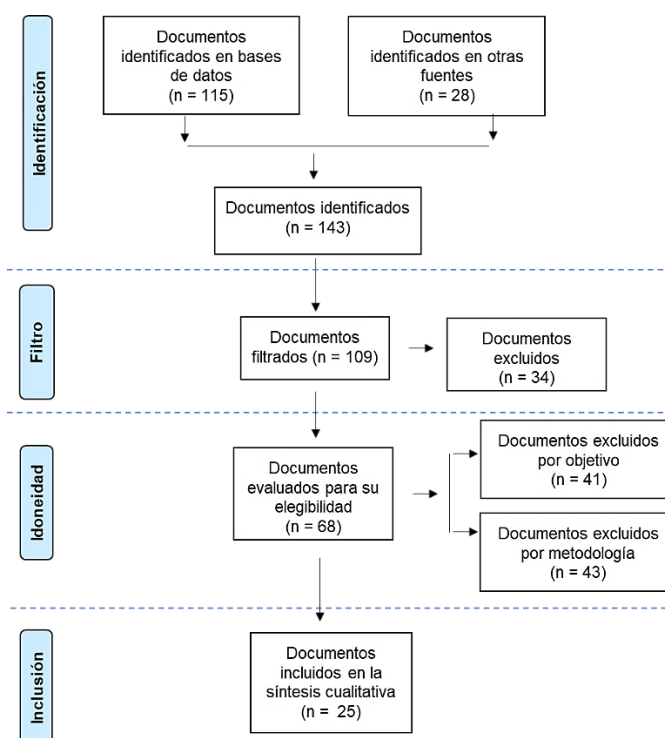 Identificación
Documentos
identificados en bases
de datos
(n = 115)
Documentos
identificados en otras
fuentes
(n = 28)
Documentos identificados
(n = 143)
Filtro
Documentos
filtrados (n = 109)
Documentos
excluidos
(n = 34)
Idoneidad
Documentos
evaluados para su
elegibilidad
(n = 68)
Documentos excluidos
por objetivo
(n = 41)
Documentos excluidos
por metodología
(n = 43)
Inclusión
Documentos
incluidos en la
síntesis cualitativa
(n = 25)